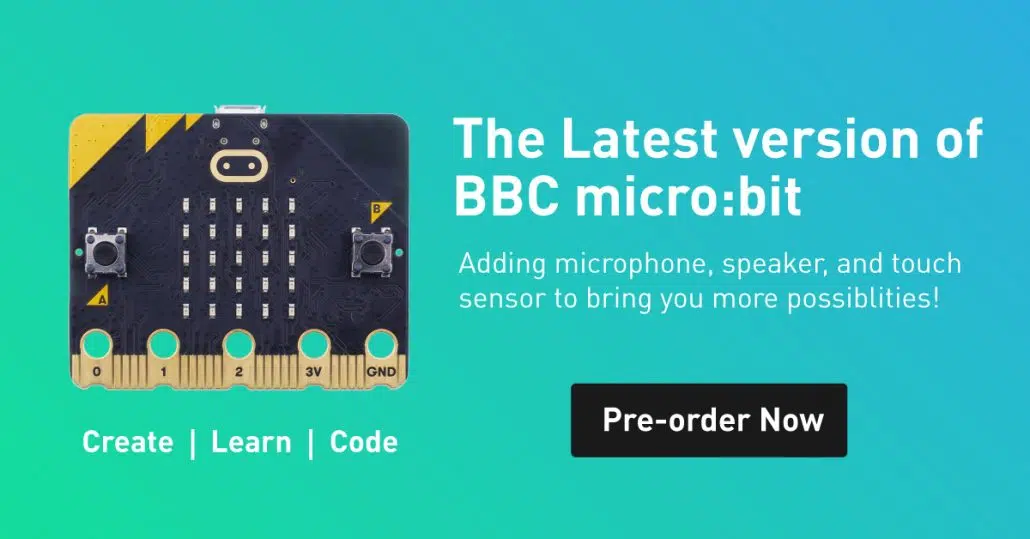 The Latest version of
BBC micro:bit
Adding microphone, speaker, and touch
sensor to bring you more possiblities!
Pre-order Now
B
A
0 1 2 3V GND
Create | Learn | Code